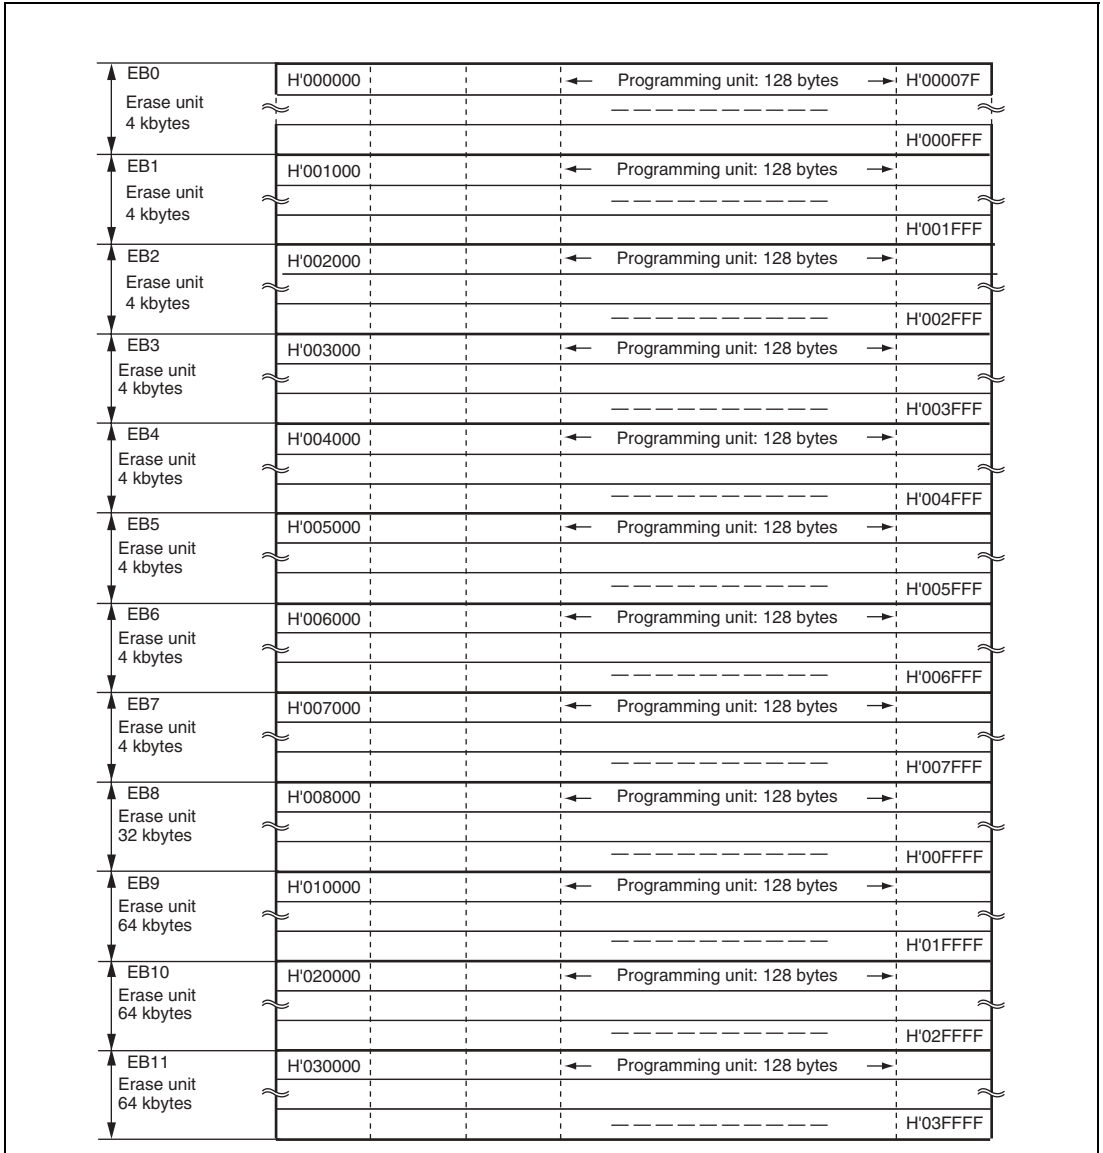 EB0
Erase unit
4 kbytes
H'000000 ← Programming unit: 128 bytes → H'00007F
— — — — — — — — — —
H'000FFF
EB1
Erase unit
4 kbytes
H'001000 ← Programming unit: 128 bytes →
— — — — — — — — — —
H'001FFF
EB2
Erase unit
4 kbytes
H'002000 ← Programming unit: 128 bytes →
— — — — — — — — — —
H'002FFF
EB3
Erase unit
4 kbytes
H'003000 ← Programming unit: 128 bytes →
— — — — — — — — — —
H'003FFF
EB4
Erase unit
4 kbytes
H'004000 ← Programming unit: 128 bytes →
— — — — — — — — — —
H'004FFF
EB5
Erase unit
4 kbytes
H'005000 ← Programming unit: 128 bytes →
— — — — — — — — — —
H'005FFF
EB6
Erase unit
4 kbytes
H'006000 ← Programming unit: 128 bytes →
— — — — — — — — — —
H'006FFF
EB7
Erase unit
4 kbytes
H'007000 ← Programming unit: 128 bytes →
— — — — — — — — — —
H'007FFF
EB8
Erase unit
32 kbytes
H'008000 ← Programming unit: 128 bytes →
— — — — — — — — — —
H'00FFFF
EB9
Erase unit
64 kbytes
H'010000 ← Programming unit: 128 bytes →
— — — — — — — — — —
H'01FFFF
EB10
Erase unit
64 kbytes
H'020000 ← Programming unit: 128 bytes →
— — — — — — — — — —
H'02FFFF
EB11
Erase unit
64 kbytes
H'030000 ← Programming unit: 128 bytes →
— — — — — — — — — —
H'03FFFF